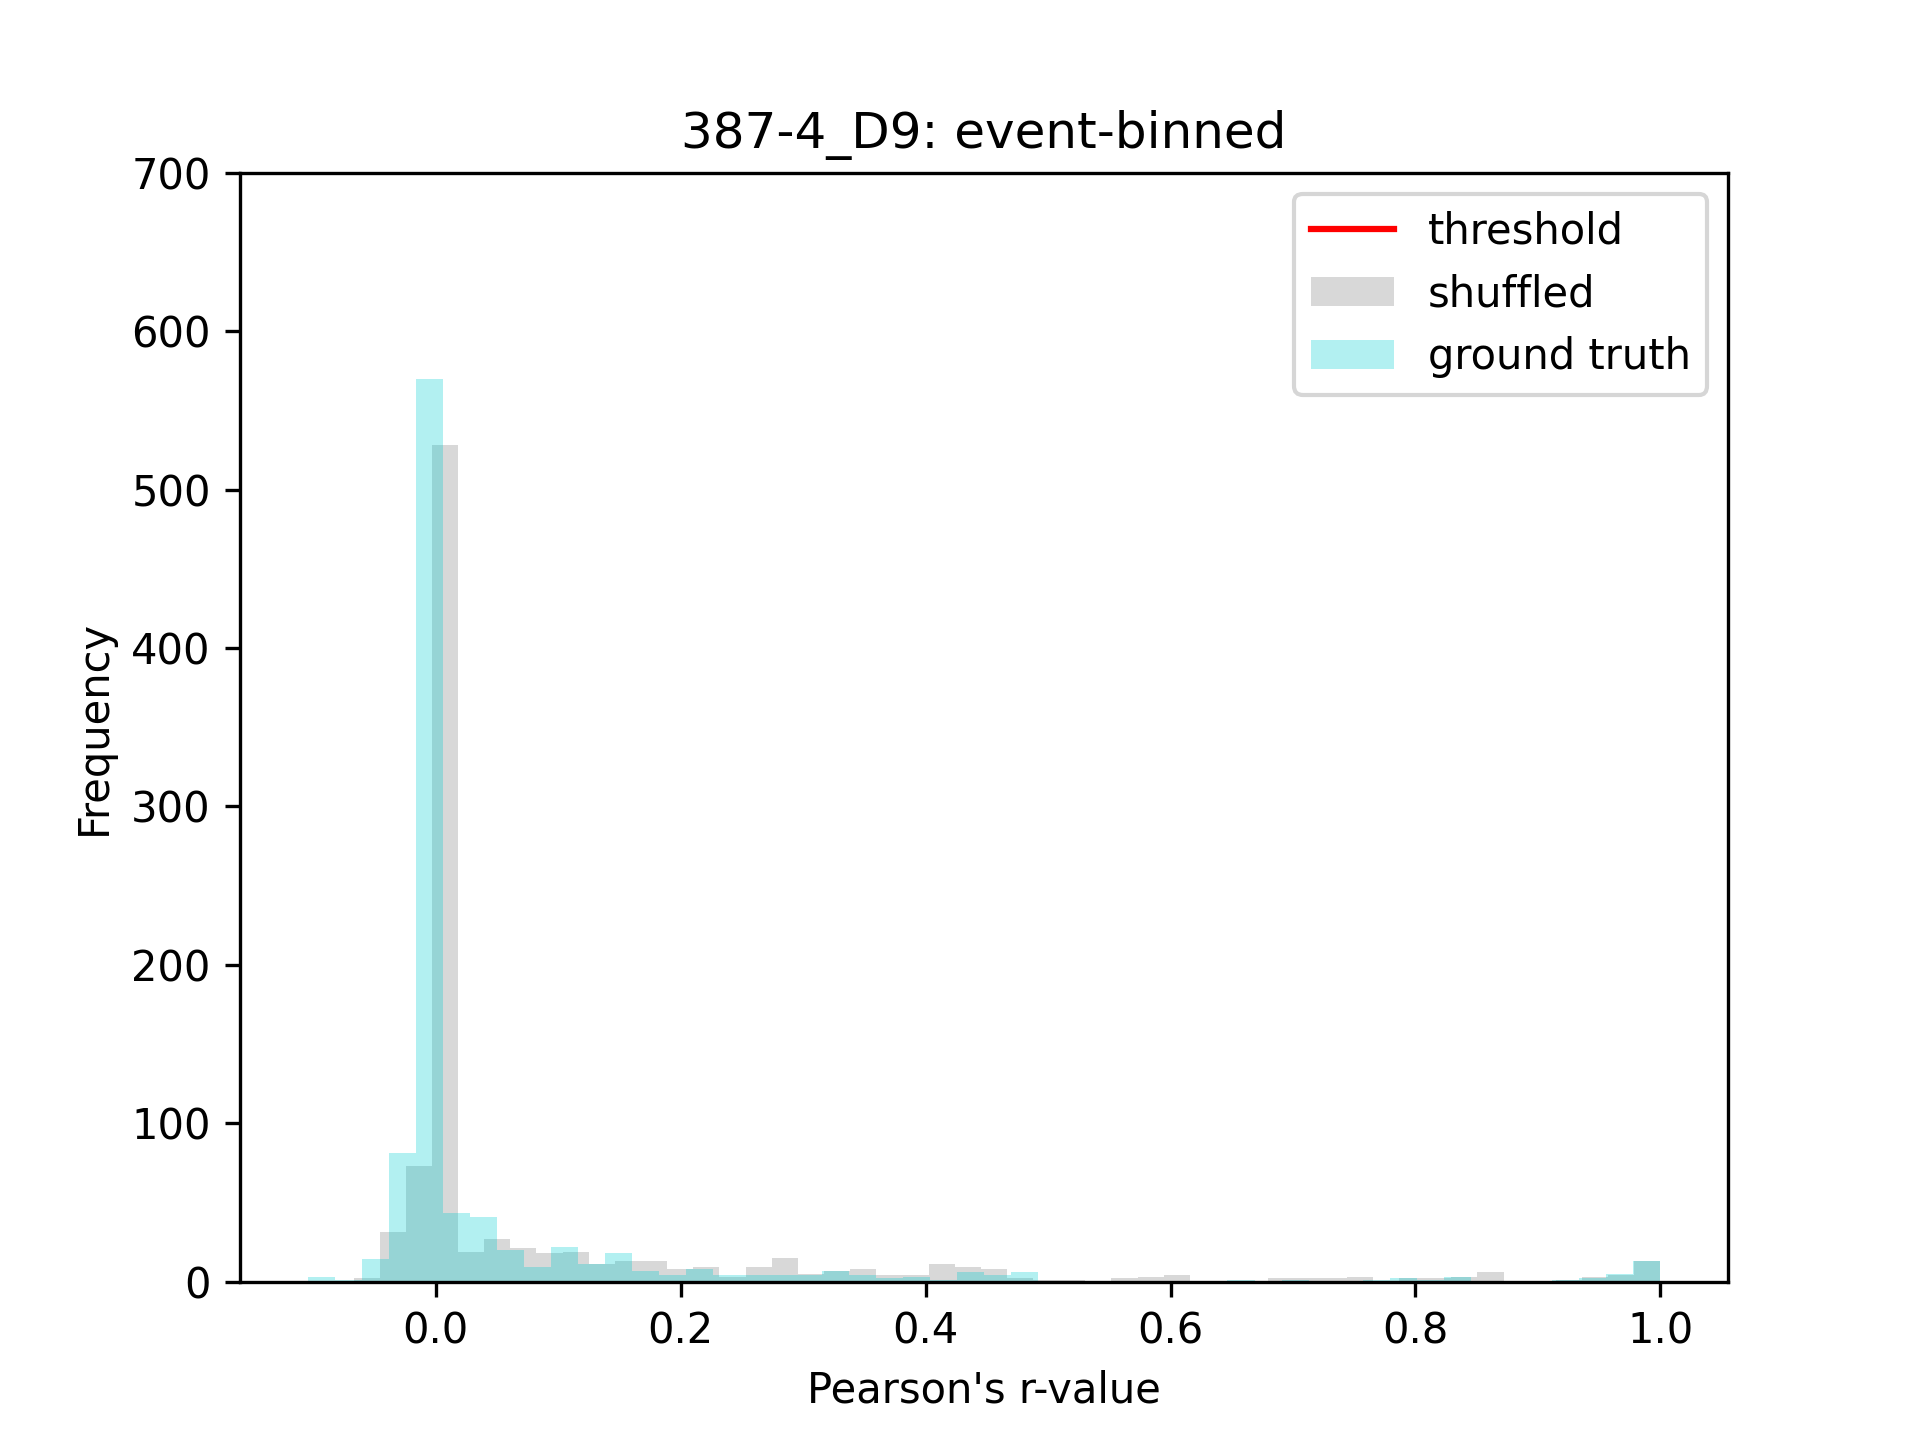 387-4_D9: event-binned
700
600
500
400
300
200
100
0
Frequency
threshold
shuffled
ground truth
0.0 0.2 0.4 0.6 0.8 1.0
Pearson's r-value